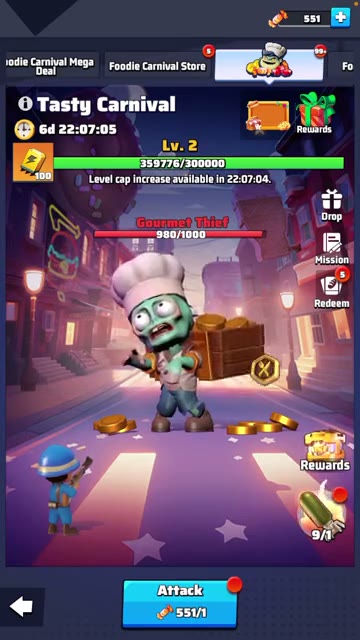 551
5
99+
oodie Carnival Mega
Deal
Foodie Carnival Store
Fo
Tasty Carnival
Rewards
6d 22:07:05
Lv. 2
100
359776/300000
Level cap increase available in 22:07:04.
Drop
Gourmet Thief
980/1000
Mission
5
Redeem
Rewards
9/1
Attack
551/1